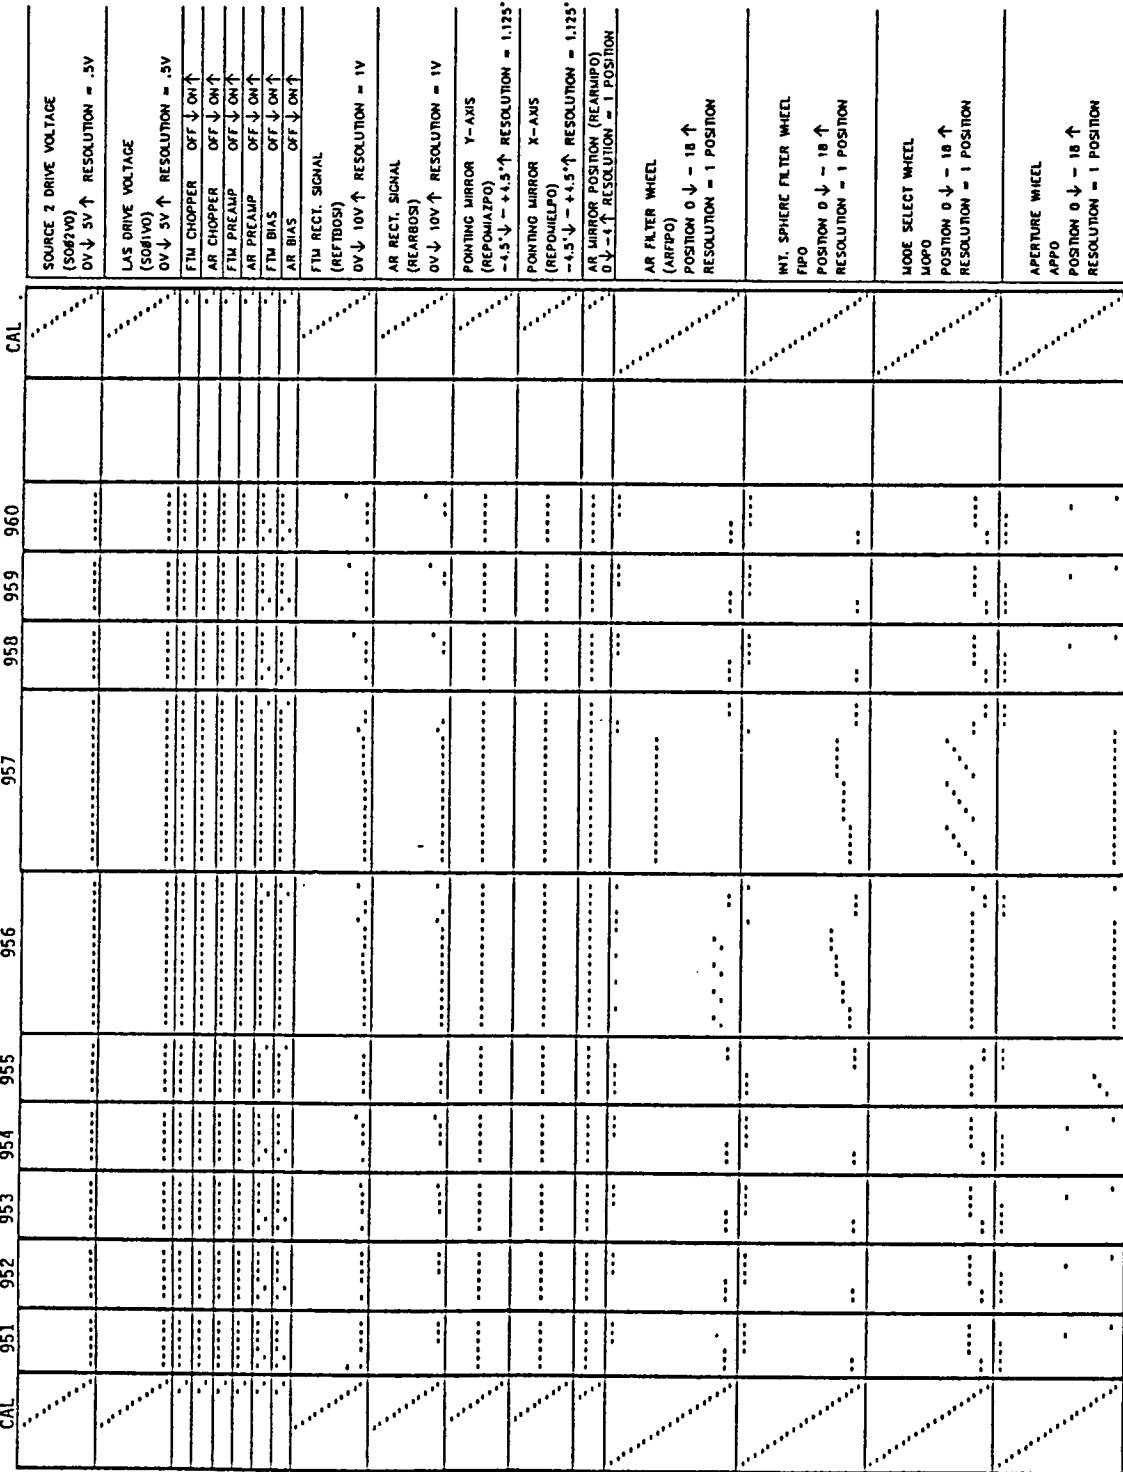 CAL 951 952 953 954 955 956 957 958 959 960 CAL
SOURCE 2 DRIVE VOLTAGE
(SOØ2VO)
0V ↓ 5V ↑ RESOLUTION = .5V
LAS DRIVE VOLTAGE
(SOØ1VO)
0V ↓ 5V ↑ RESOLUTION = .5V
FTM CHOPPER OFF ↓ ON ↑
AR CHOPPER OFF ↓ ON ↑
FTM PREAMP OFF ↓ ON ↑
AR PREAMP OFF ↓ ON ↑
FTM BIAS OFF ↓ ON ↑
AR BIAS OFF ↓ ON ↑
FTM RECT. SIGNAL
(REFTBOSI)
0V ↓ 10V ↑ RESOLUTION = 1V
AR RECT. SIGNAL
(REARBOSI)
0V ↓ 10V ↑ RESOLUTION = 1V
POINTING MIRROR Y-AXIS
(REPOMIAZPO)
-4.5° ↓ - +4.5° ↑ RESOLUTION = 1.125°
PONTING MIRROR X-AXIS
(REPOMIELPO)
-4.5° ↓ - +4.5° ↑ RESOLUTION = 1.125°
AR MIRROR POSITION (REARMIPO)
0 ↓ -4 ↑ RESOLUTION = 1 POSITION
AR FILTER WHEEL
(ARFIPO)
POSITION 0 ↓ - 18 ↑
RESOLUTION = 1 POSITION
INT. SPHERE FILTER WHEEL
FIPO
POSITION 0 ↓ - 18 ↑
RESOLUTION = 1 POSITION
MODE SELECT WHEEL
MOPO
POSITION 0 ↓ - 18 ↑
RESOLUTION = 1 POSITION
APERTURE WHEEL
APPO
POSITION 0 ↓ - 18 ↑
RESOLUTION = 1 POSITION